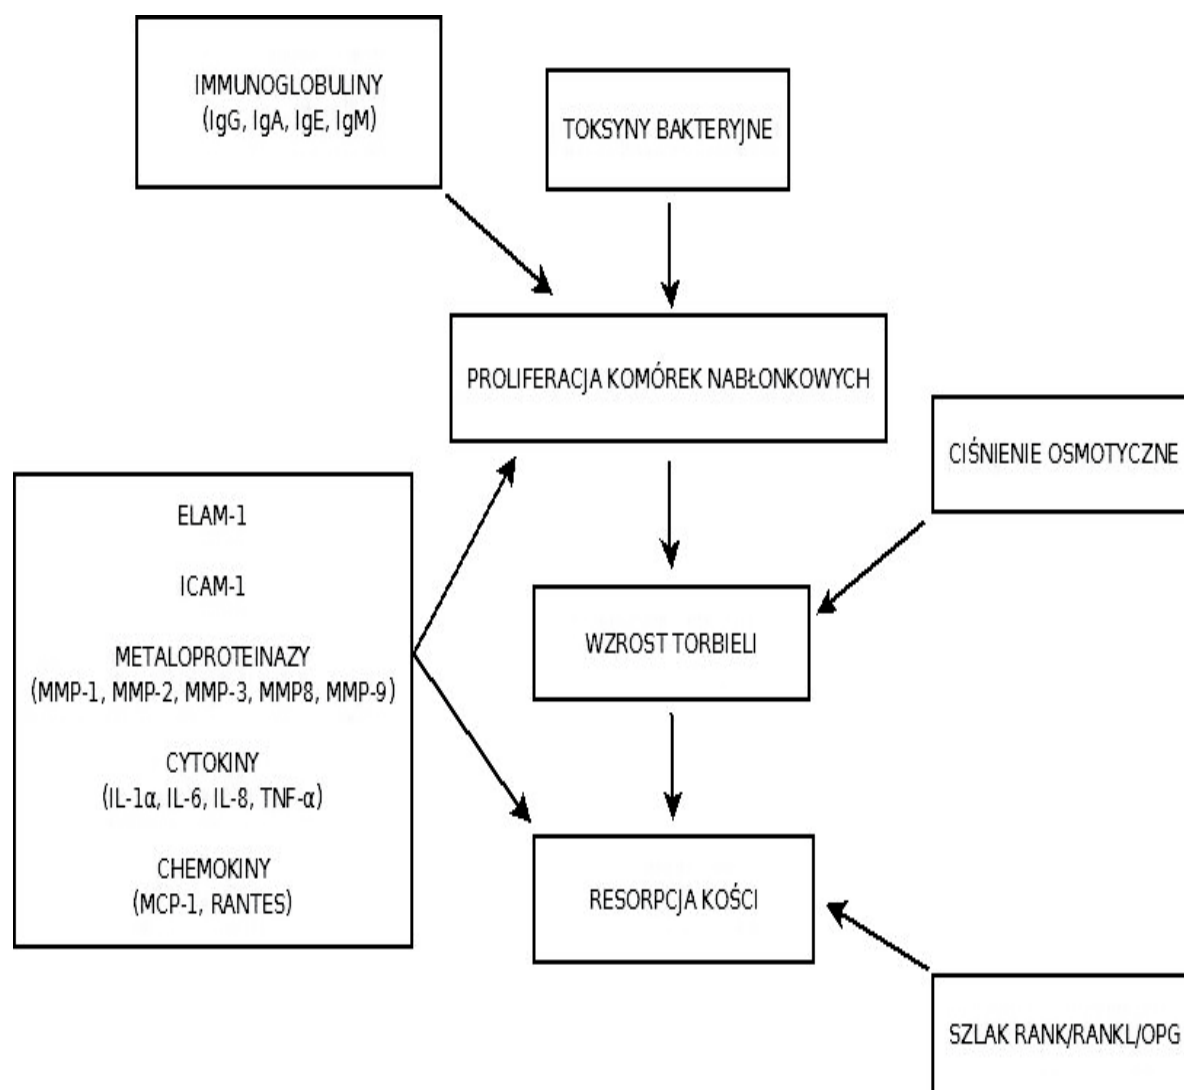 IMMUNOGLOBULINY
(IgG, IgA, IgE, IgM)
TOKSYNY BAKTERYJNE
PROLIFERACJA KOMÓREK NABŁONKOWYCH
CIŚNIENIE OSMOTYCZNE
ELAM-1
ICAM-1
METALOPROTEINAZY
(MMP-1, MMP-2, MMP-3, MMP8, MMP-9)
CYTOKINY
(IL-1α, IL-6, IL-8, TNF-α)
CHEMOKINY
(MCP-1, RANTES)
WZROST TORBIELI
RESORPCJA KOŚCI
SZLAK RANK/RANKL/OPG